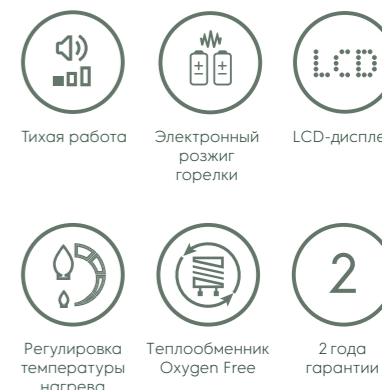 LCD
Тихая работа
Электронный
розжиг
горелки
LCD-диспле
2
Регулировка
температуры
нагрева
Теплообменник
Oxygen Free
2 года
гарантии